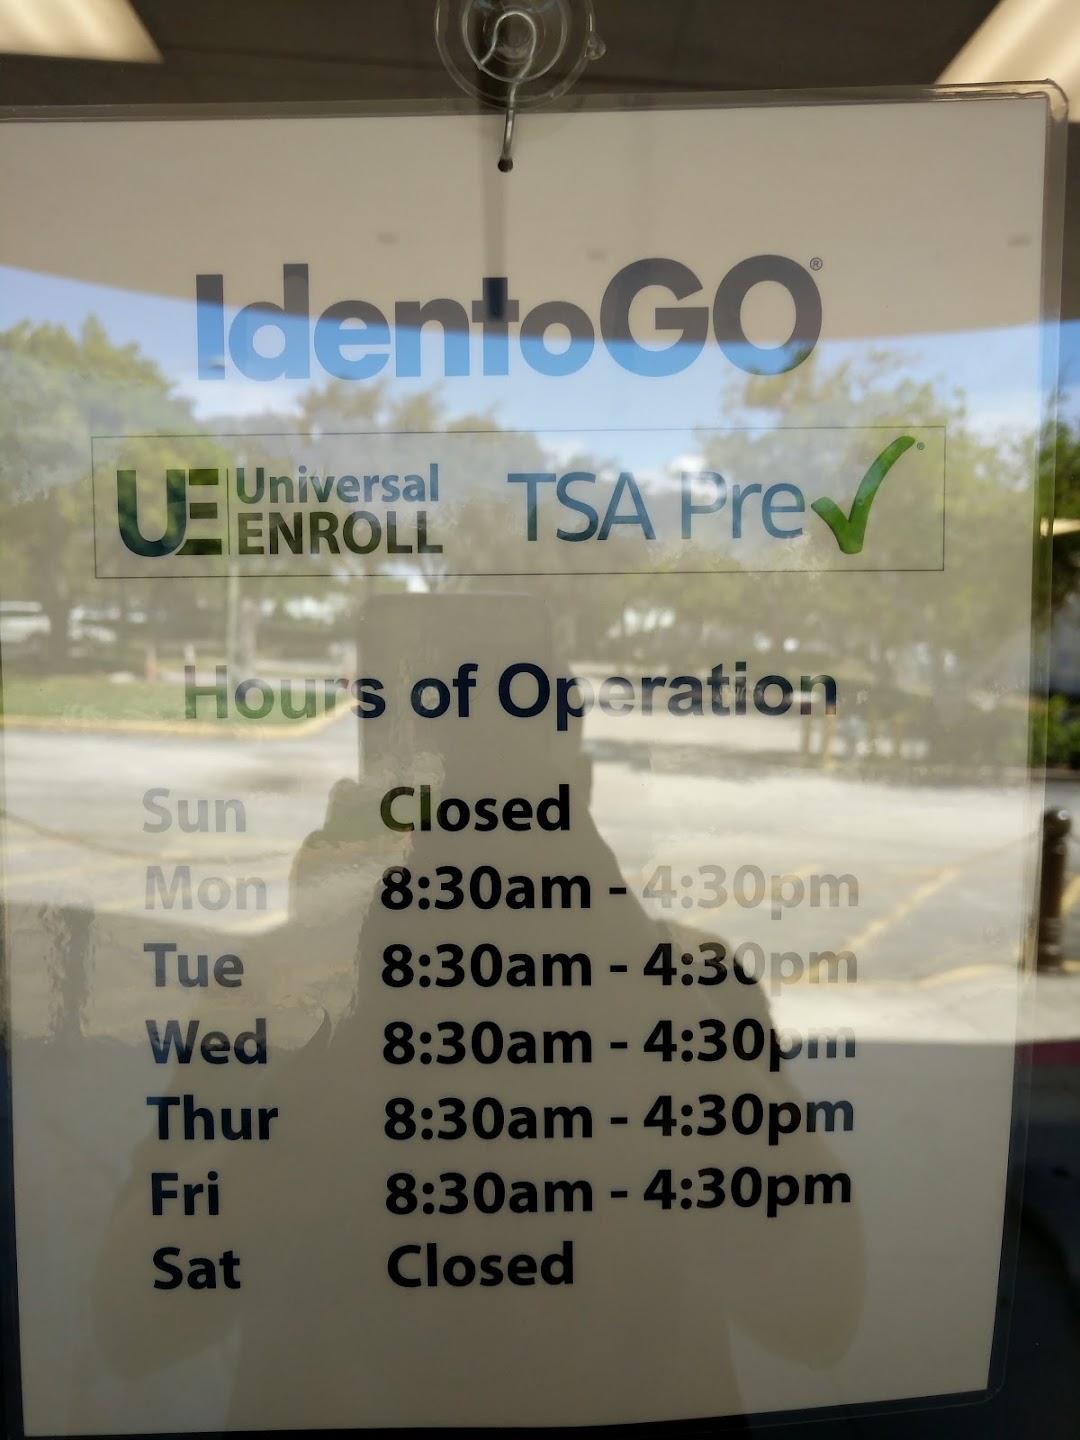 IdentoGO®
UE Universal ENROLL TSA Pre✓®
Hours of Operation
Sun Closed
Mon 8:30am - 4:30pm
Tue 8:30am - 4:30pm
Wed 8:30am - 4:30pm
Thur 8:30am - 4:30pm
Fri 8:30am - 4:30pm
Sat Closed